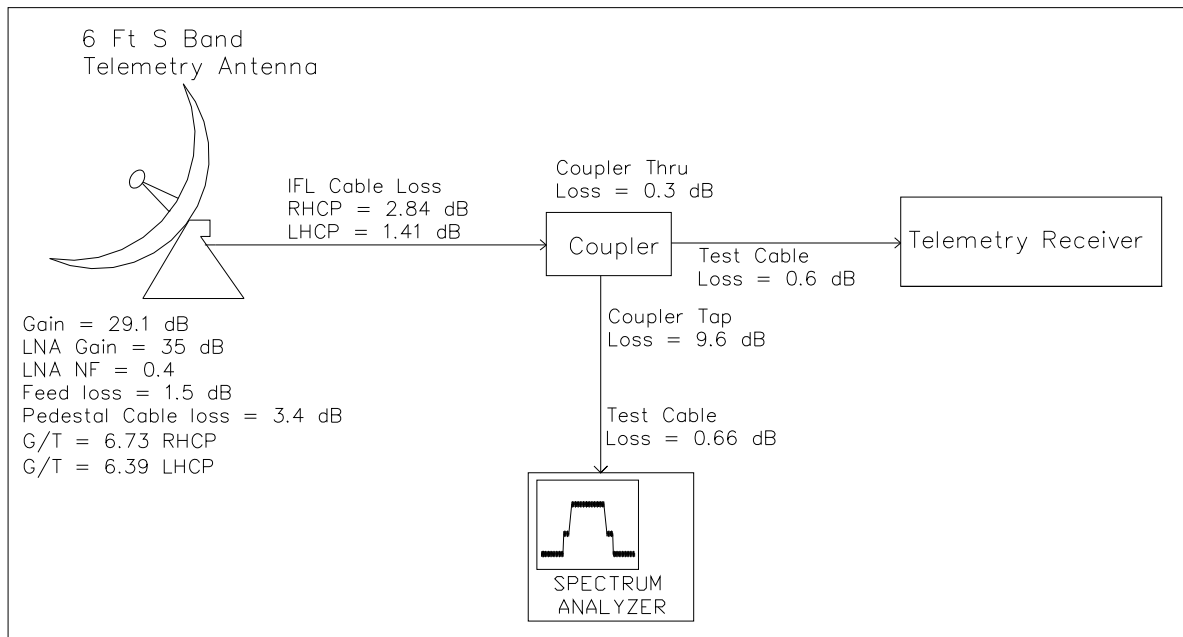 6 Ft S Band
Telemetry Antenna
IFL Cable Loss
RHCP = 2.84 dB
LHCP = 1.41 dB
Coupler Thru
Loss = 0.3 dB
Coupler
Test Cable
Loss = 0.6 dB
Telemetry Receiver
Coupler Tap
Loss = 9.6 dB
Gain = 29.1 dB
LNA Gain = 35 dB
LNA NF = 0.4
Feed loss = 1.5 dB
Pedestal Cable loss = 3.4 dB
G/T = 6.73 RHCP
G/T = 6.39 LHCP
Test Cable
Loss = 0.66 dB
SPECTRUM
ANALYZER